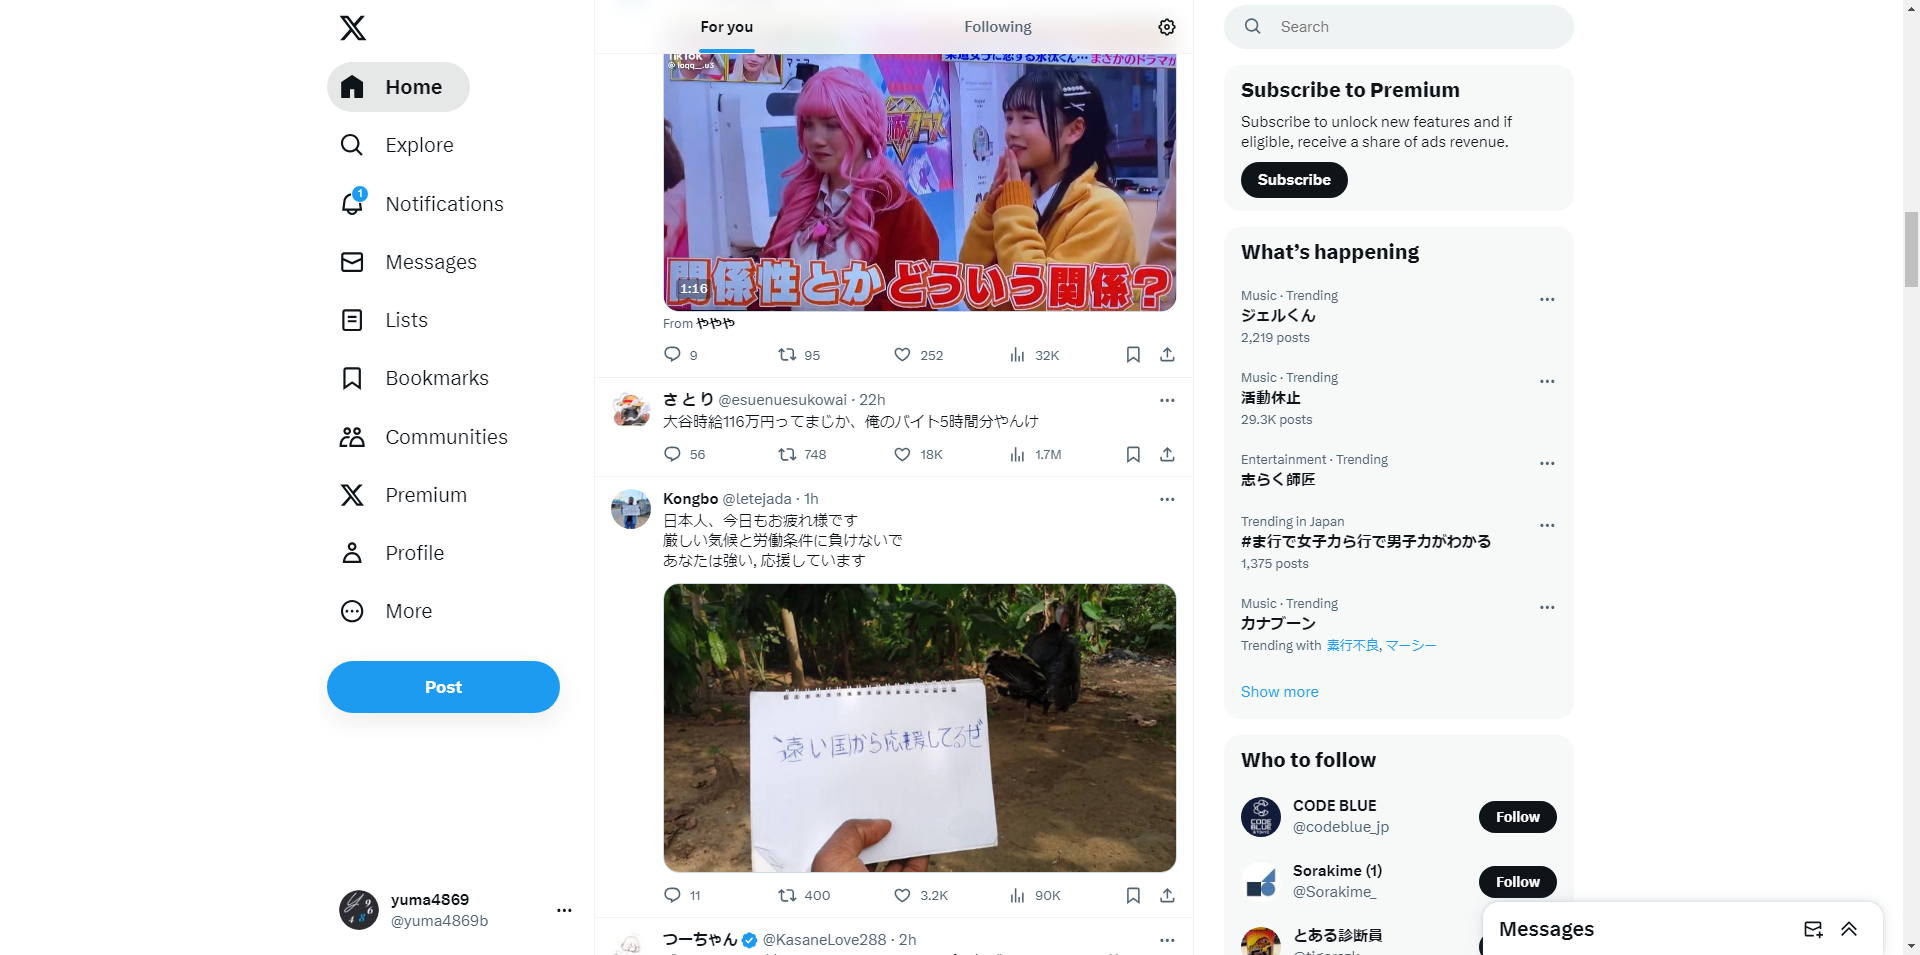 Home
Explore
1
Notifications
Messages
Lists
Bookmarks
Communities
Premium
Profile
More
Post
yuma4869
@yuma4869b
For you
Following
TikTok
まさかのドラマが
関係性とか どういう関係？
1:16
From ややや
9
95
252
32K
さ と り @esuenuesukowai · 22h
大谷時給116万円ってまじか、俺のバイト5時間分やんけ
56
748
18K
1.7M
Kongbo @letejada · 1h
日本人、今日もお疲れ様です
厳しい気候と労働条件に負けないで
あなたは強い, 応援しています
遠い国から応援してるぜ
11
400
3.2K
90K
つーちゃん @KasaneLove288 · 2h
Search
Subscribe to Premium
Subscribe to unlock new features and if
eligible, receive a share of ads revenue.
Subscribe
What’s happening
Music · Trending
ジェルくん
2,219 posts
Music · Trending
活動休止
29.3K posts
Entertainment · Trending
志らく師匠
Trending in Japan
#ま行で女子力ら行で男子力がわかる
1,375 posts
Music · Trending
カナブーン
Trending with 素行不良, マーシー
Show more
Who to follow
CODE BLUE
@codeblue_jp
Follow
Sorakime (1)
@Sorakime_
Follow
とある診断員
Messages